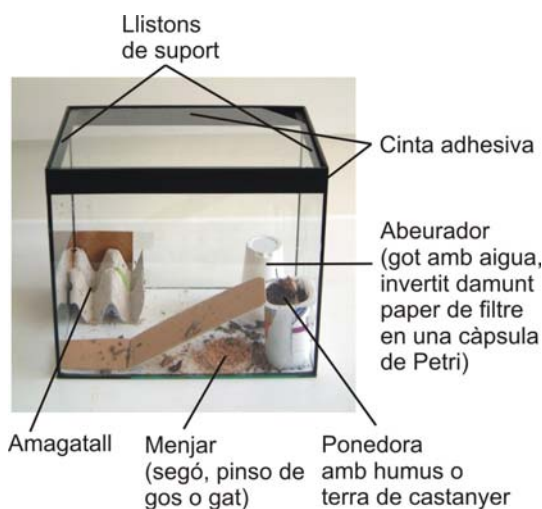 Llistons
de suport
Cinta adhesiva
Abeurador
(got amb aigua,
invertit damunt
paper de filtre
en una càpsula
de Petri)
Amagatall
Menjar
(segó, pinso de
gos o gat)
Ponedora
amb humus o
terra de castanyer